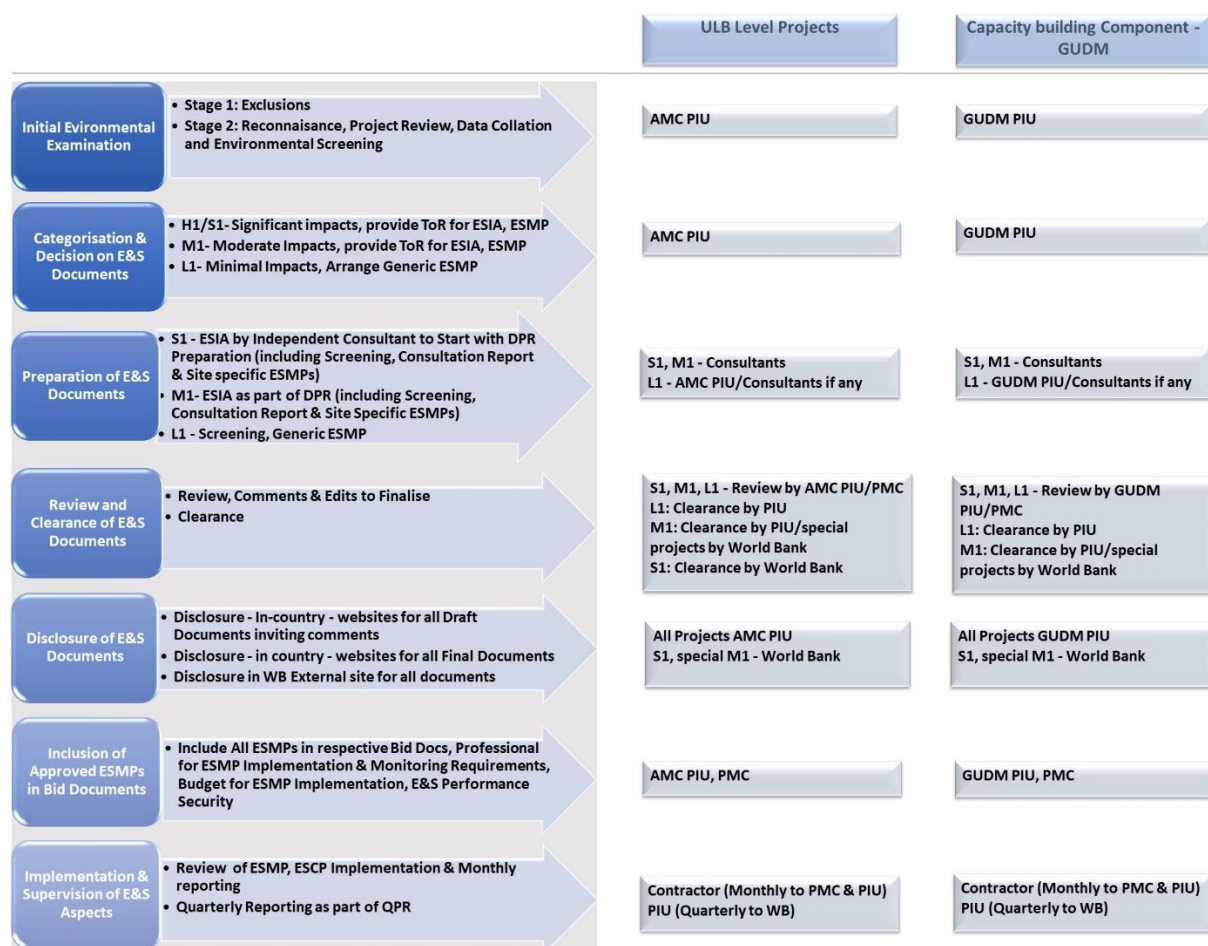 ULB Level Projects
Capacity building Component -
GUDM
Initial Evironmental
Examination
• Stage 1: Exclusions
• Stage 2: Reconnaisance, Project Review, Data Collation
and Environmental Screening
AMC PIU
GUDM PIU
Categorisation &
Decision on E&S
Documents
• H1/S1- Significant impacts, provide ToR for ESIA, ESMP
• M1- Moderate Impacts, provide ToR for ESIA, ESMP
• L1- Minimal Impacts, Arrange Generic ESMP
AMC PIU
GUDM PIU
Preparation of E&S
Documents
• S1 - ESIA by Independent Consultant to Start with DPR
Preparation (including Screening, Consultation Report
& Site specific ESMPs)
• M1- ESIA as part of DPR (including Screening,
Consultation Report & Site Specific ESMPs)
• L1 - Screening, Generic ESMP
S1, M1 - Consultants
L1 - AMC PIU/Consultants if any
S1, M1 - Consultants
L1 - GUDM PIU/Consultants if any
Review and
Clearance of E&S
Documents
• Review, Comments & Edits to Finalise
• Clearance
S1, M1, L1 - Review by AMC PIU/PMC
L1: Clearance by PIU
M1: Clearance by PIU/special
projects by World Bank
S1: Clearance by World Bank
S1, M1, L1 - Review by GUDM
PIU/PMC
L1: Clearance by PIU
M1: Clearance by PIU/special
projects by World Bank
Disclosure of E&S
Documents
• Disclosure - In-country - websites for all Draft
Documents inviting comments
• Disclosure - in country - websites for all Final Documents
• Disclosure in WB External site for all documents
All Projects AMC PIU
S1, special M1 - World Bank
All Projects GUDM PIU
S1, special M1 - World Bank
Inclusion of
Approved ESMPs
in Bid Documents
• Include All ESMPs in respective Bid Docs, Professional
for ESMP Implementation & Monitoring Requirements,
Budget for ESMP Implementation, E&S Performance
Security
AMC PIU, PMC
GUDM PIU, PMC
Implementation &
Supervision of E&S
Aspects
• Review of ESMP, ESCP Implementation & Monthly
reporting
• Quarterly Reporting as part of QPR
Contractor (Monthly to PMC & PIU)
PIU (Quarterly to WB)
Contractor (Monthly to PMC & PIU)
PIU (Quarterly to WB)